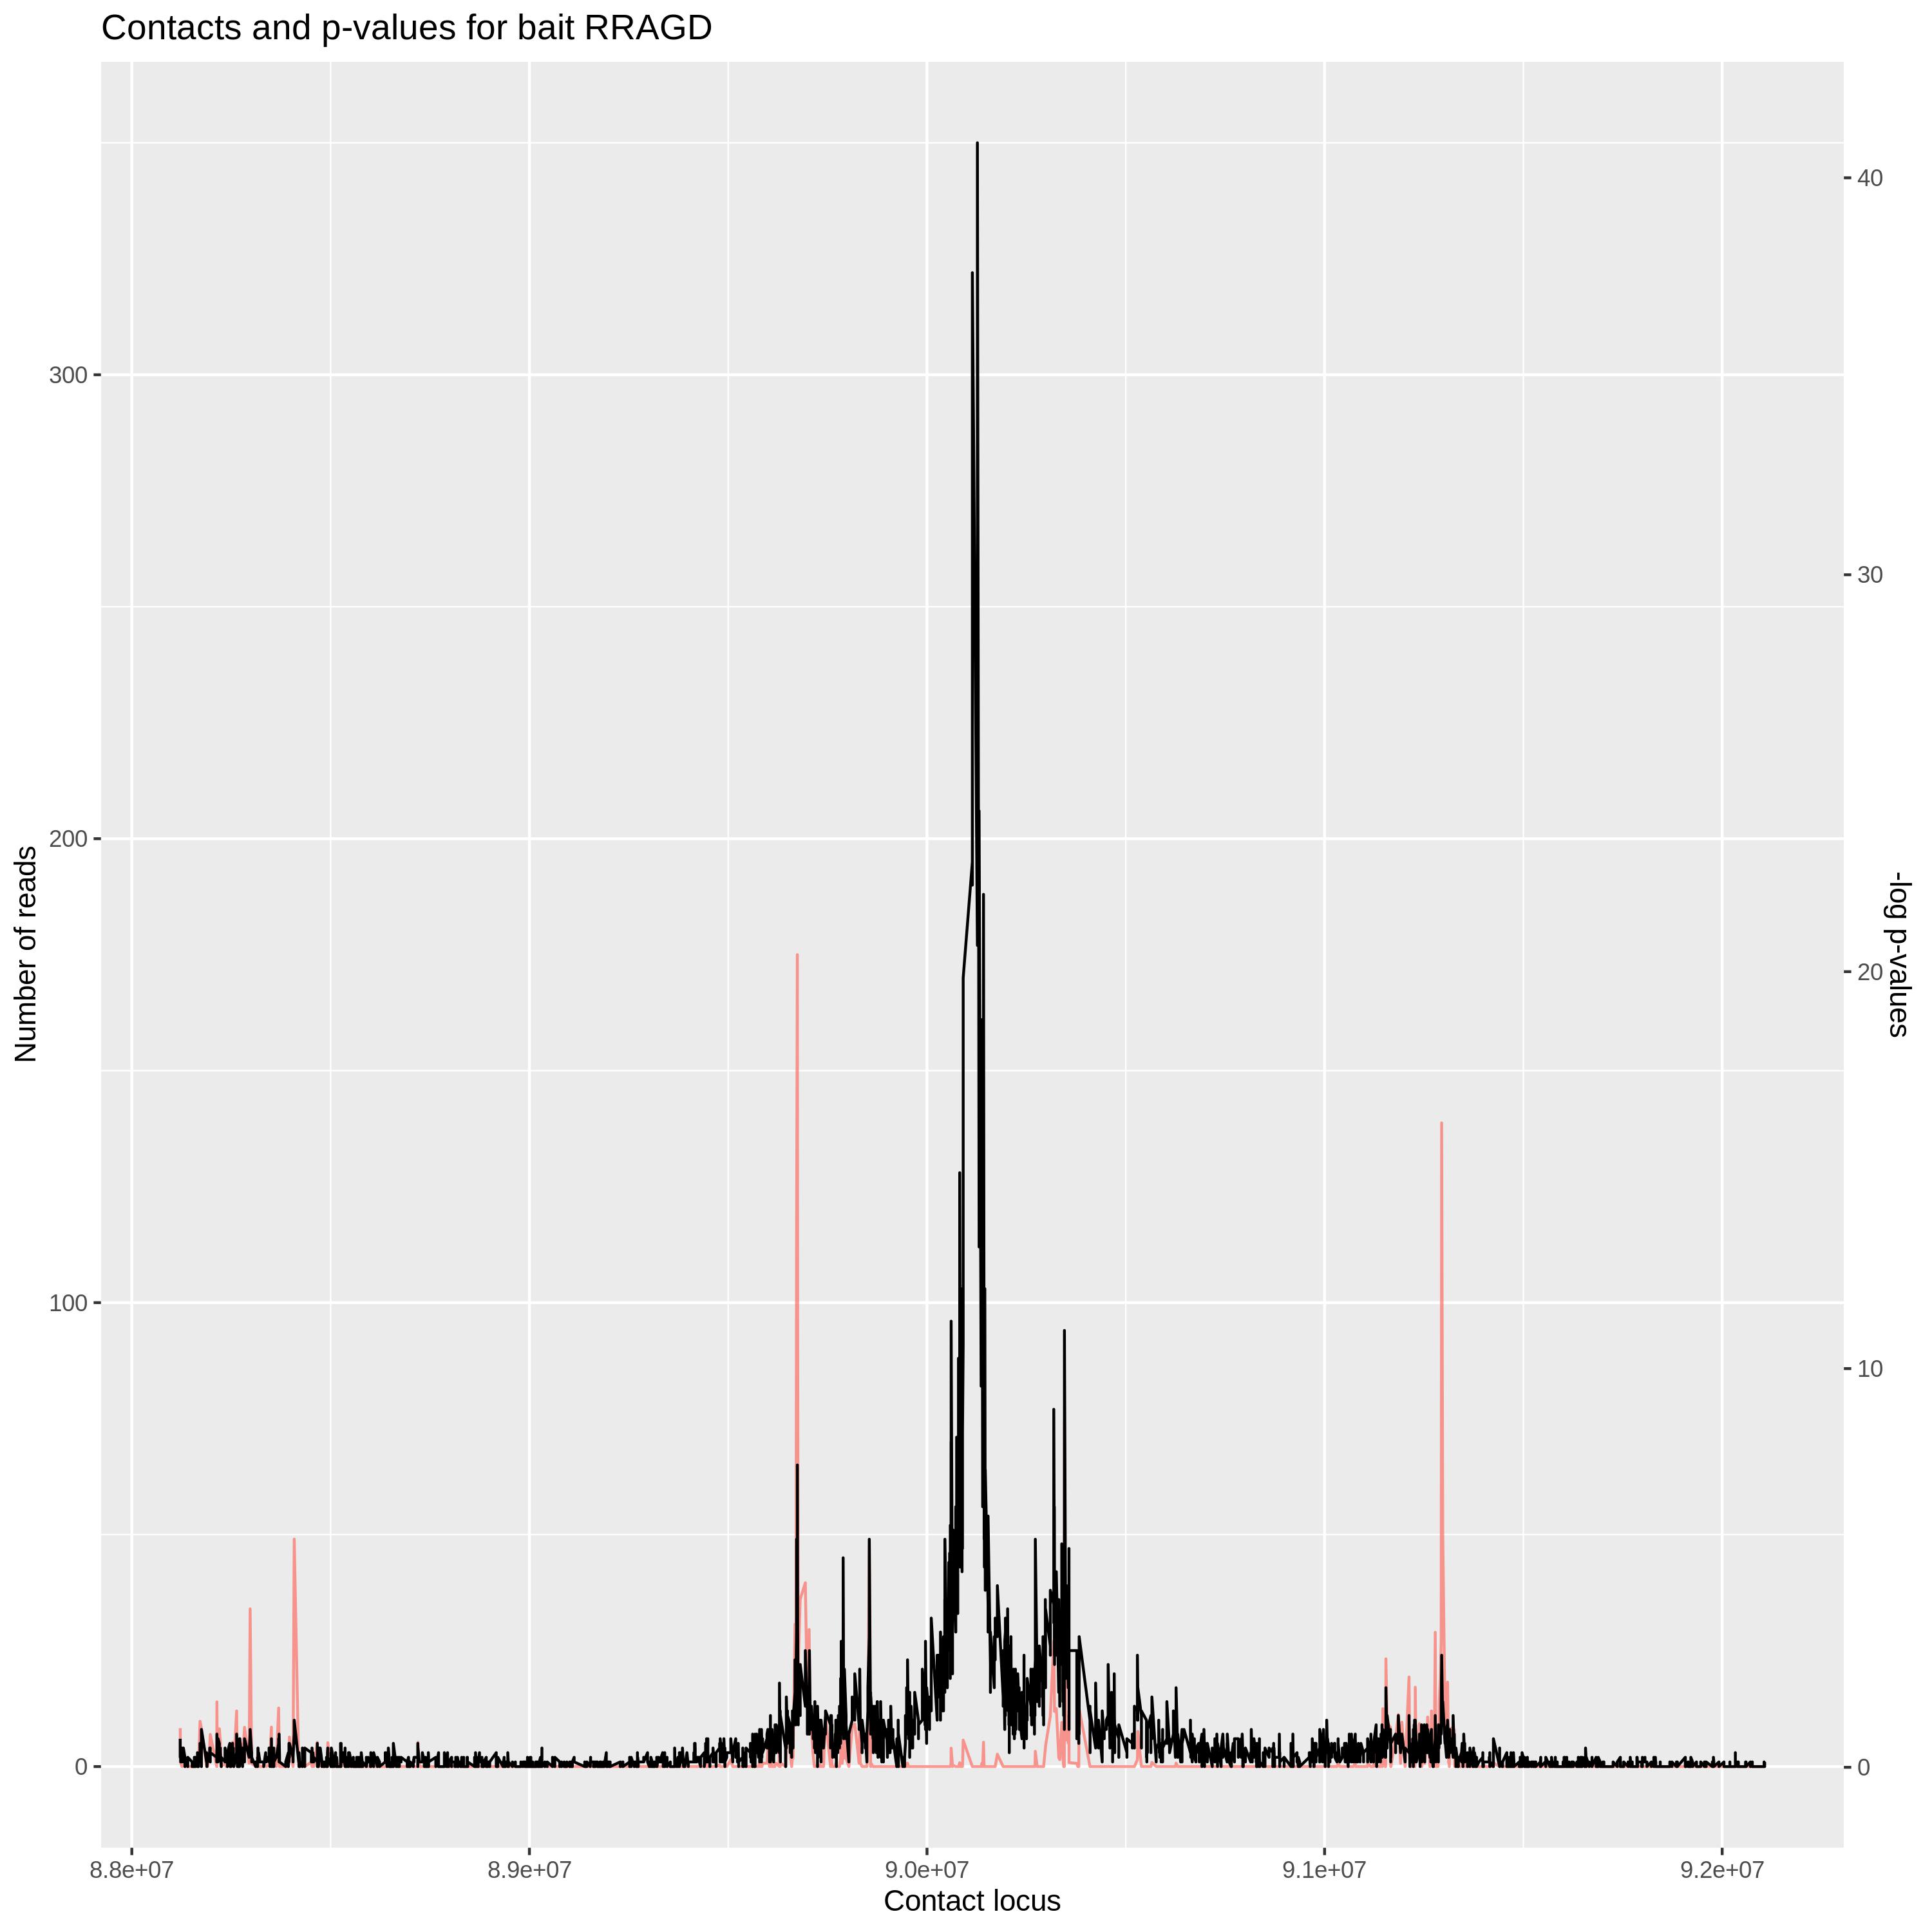 Contacts and p-values for bait RRAGD
300
200
100
0
Number of reads
40
30
20
10
0
-log p-values
8.8e+07
8.9e+07
9.0e+07
9.1e+07
9.2e+07
Contact locus